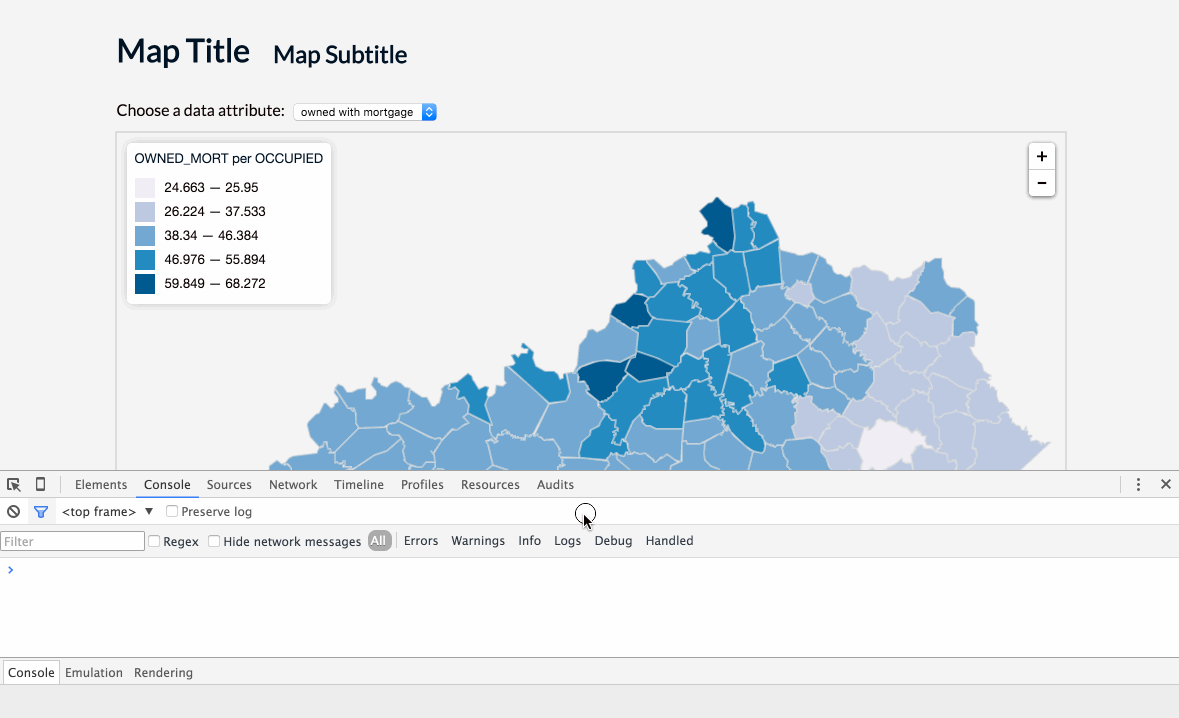 Map Title Map Subtitle
Choose a data attribute: owned with mortgage
OWNED_MORT per OCCUPIED
24.663 — 25.95
26.224 — 37.533
38.34 — 46.384
46.976 — 55.894
59.849 — 68.272
+
−
Elements Console Sources Network Timeline Profiles Resources Audits
<top frame> ▼ Preserve log
Filter Regex Hide network messages All Errors Warnings Info Logs Debug Handled
>
Console Emulation Rendering